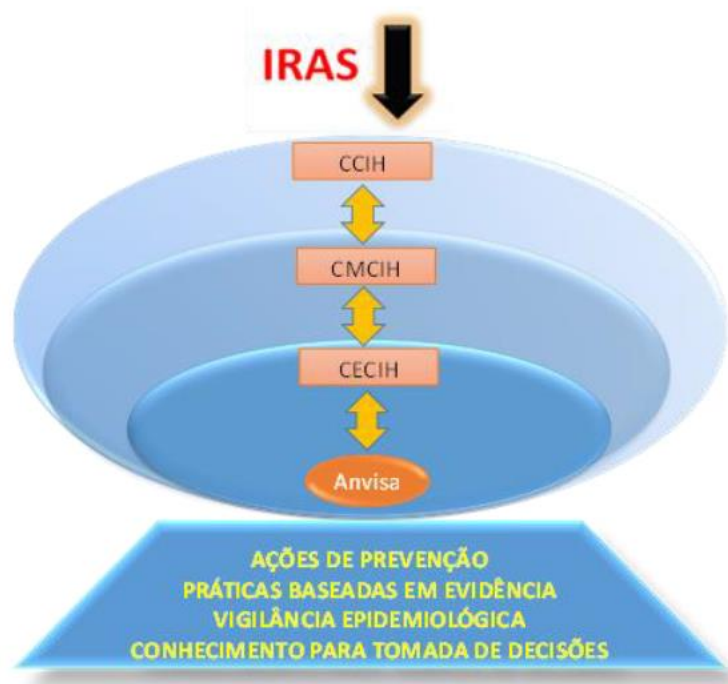 IRAS
CCIH
CMCIH
CECIH
Anvisa
AÇÕES DE PREVENÇÃO
PRÁTICAS BASEADAS EM EVIDÊNCIA
VIGILÂNCIA EPIDEMIOLÓGICA
CONHECIMENTO PARA TOMADA DE DECISÕES